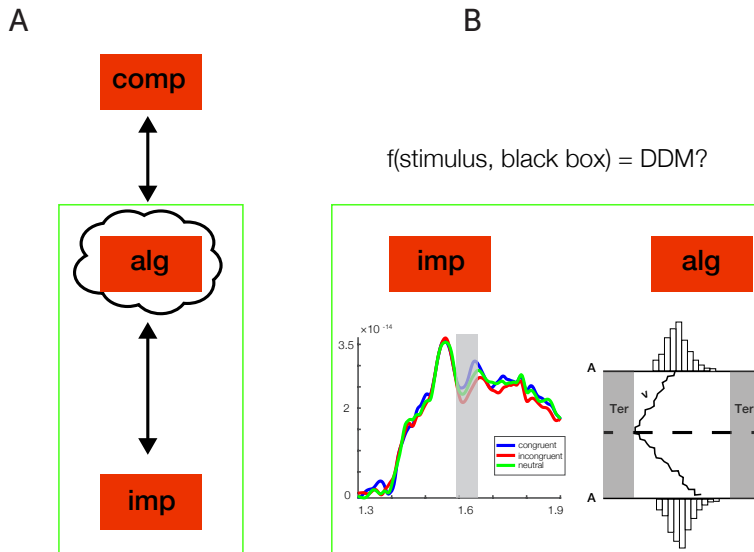 A
B
comp
f(stimulus, black box) = DDM?
alg
imp
imp
alg
×10 -14
3.5
2
0
1.3
1.6
1.9
congruent
incongruent
neutral
A
Ter
v
Ter
A